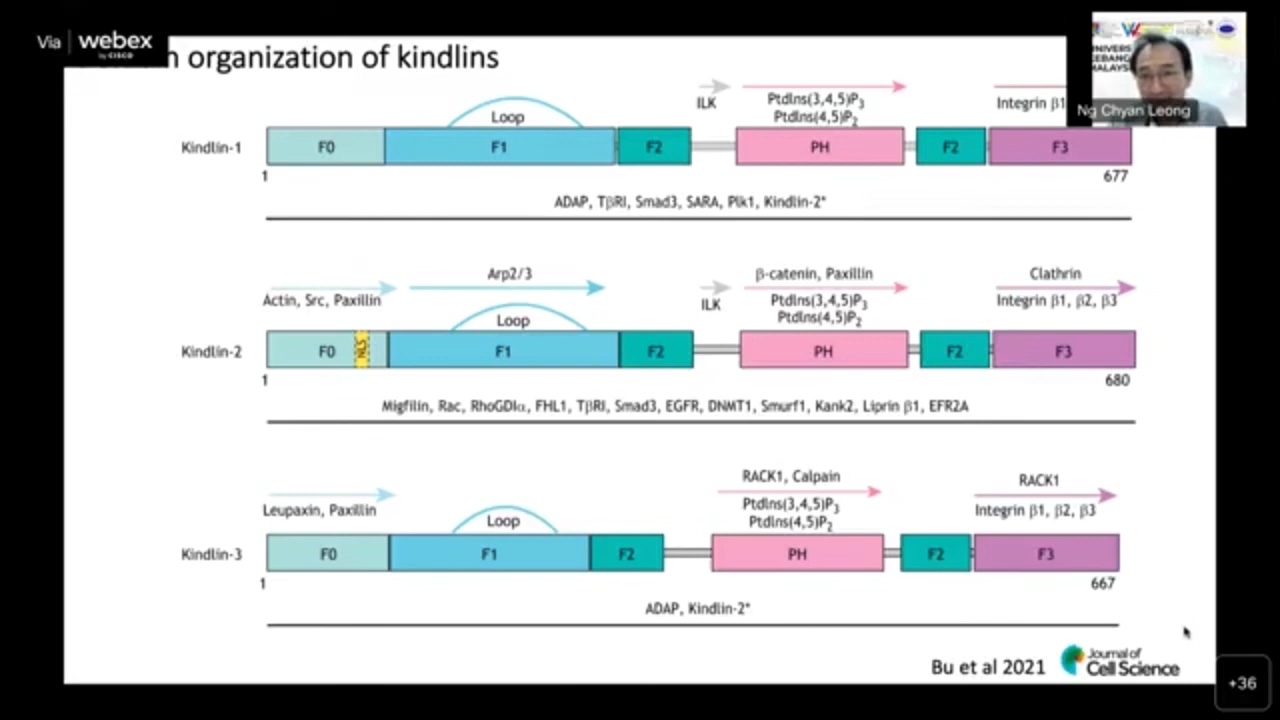 Via webex
by CISCO
organization of kindlins
UNIVERS
KEBANG
MALAYS
Ng Chyan Leong
ILK
PtdIns(3,4,5)P3
PtdIns(4,5)P2
Integrin β1
Loop
Kindlin-1
F0
F1
F2
PH
F2
F3
1
677
ADAP, TβRI, Smad3, SARA, Plk1, Kindlin-2*
Arp2/3
β-catenin, Paxillin
Clathrin
Actin, Src, Paxillin
ILK
PtdIns(3,4,5)P3
PtdIns(4,5)P2
Integrin β1, β2, β3
Loop
Kindlin-2
F0
NLS
F1
F2
PH
F2
F3
1
680
Migfilin, Rac, RhoGDIα, FHL1, TβRI, Smad3, EGFR, DNMT1, Smurf1, Kank2, Liprin β1, EFR2A
RACK1, Calpain
RACK1
Leupaxin, Paxillin
PtdIns(3,4,5)P3
PtdIns(4,5)P2
Integrin β1, β2, β3
Loop
Kindlin-3
F0
F1
F2
PH
F2
F3
1
667
ADAP, Kindlin-2*
Bu et al 2021
Journal of
Cell Science
+36